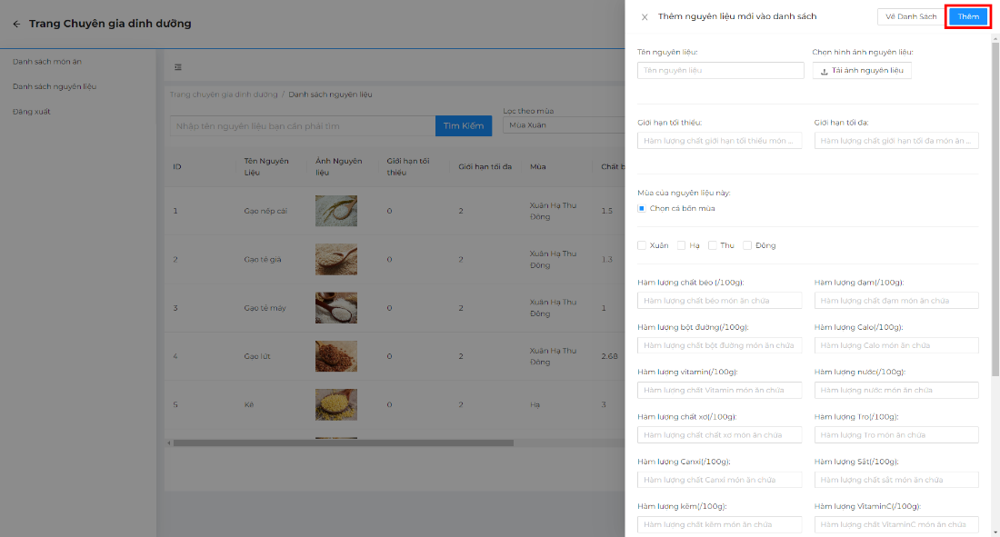 Trang Chuyên gia dinh dưỡng
Danh sách món ăn
Danh sách nguyên liệu
Đăng xuất
Trang chuyên gia dinh dưỡng / Danh sách nguyên liệu
Nhập tên nguyên liệu bạn cần phải tìm
Tìm Kiếm
Lọc theo mùa
Mùa Xuân
ID
Tên Nguyên Liệu
Ảnh Nguyên liệu
Giới hạn tối thiểu
Giới hạn tối đa
Mùa
Chất b
1
Gạo nếp cái
0
2
Xuân Hạ Thu Đông
1.5
2
Gạo tẻ giã
0
2
Xuân Hạ Thu Đông
1.3
3
Gạo tẻ máy
0
2
Xuân Hạ Thu Đông
1
4
Gạo lứt
0
2
Xuân Hạ Thu Đông
2.68
5
Kê
0
2
Hạ
3
Thêm nguyên liệu mới vào danh sách
Về Danh Sách
Thêm
Tên nguyên liệu:
Tên nguyên liệu
Chọn hình ảnh nguyên liệu:
Tải ảnh nguyên liệu
Giới hạn tối thiểu:
Hàm lượng chất giới hạn tối thiểu món ...
Giới hạn tối đa:
Hàm lượng chất giới hạn tối đa món ăn ...
Mùa của nguyên liệu này:
Chọn cả bốn mùa
Xuân
Hạ
Thu
Đông
Hàm lượng chất béo (/100g):
Hàm lượng chất béo món ăn chứa
Hàm lượng đạm(/100g):
Hàm lượng chất đạm món ăn chứa
Hàm lượng bột đường(/100g):
Hàm lượng chất bột đường món ăn chứa
Hàm lượng Calo(/100g):
Hàm lượng Calo món ăn chứa
Hàm lượng vitamin(/100g):
Hàm lượng chất Vitamin món ăn chứa
Hàm lượng nước(/100g):
Hàm lượng nước món ăn chứa
Hàm lượng chất xơ(/100g):
Hàm lượng chất chất xơ món ăn chứa
Hàm lượng Tro(/100g):
Hàm lượng Tro món ăn chứa
Hàm lượng Canxi(/100g):
Hàm lượng chất Canxi món ăn chứa
Hàm lượng Sắt(/100g):
Hàm lượng chất sắt món ăn chứa
Hàm lượng kẽm(/100g):
Hàm lượng chất kẽm món ăn chứa
Hàm lượng VitaminC(/100g):
Hàm lượng chất VitaminC món ăn chứa